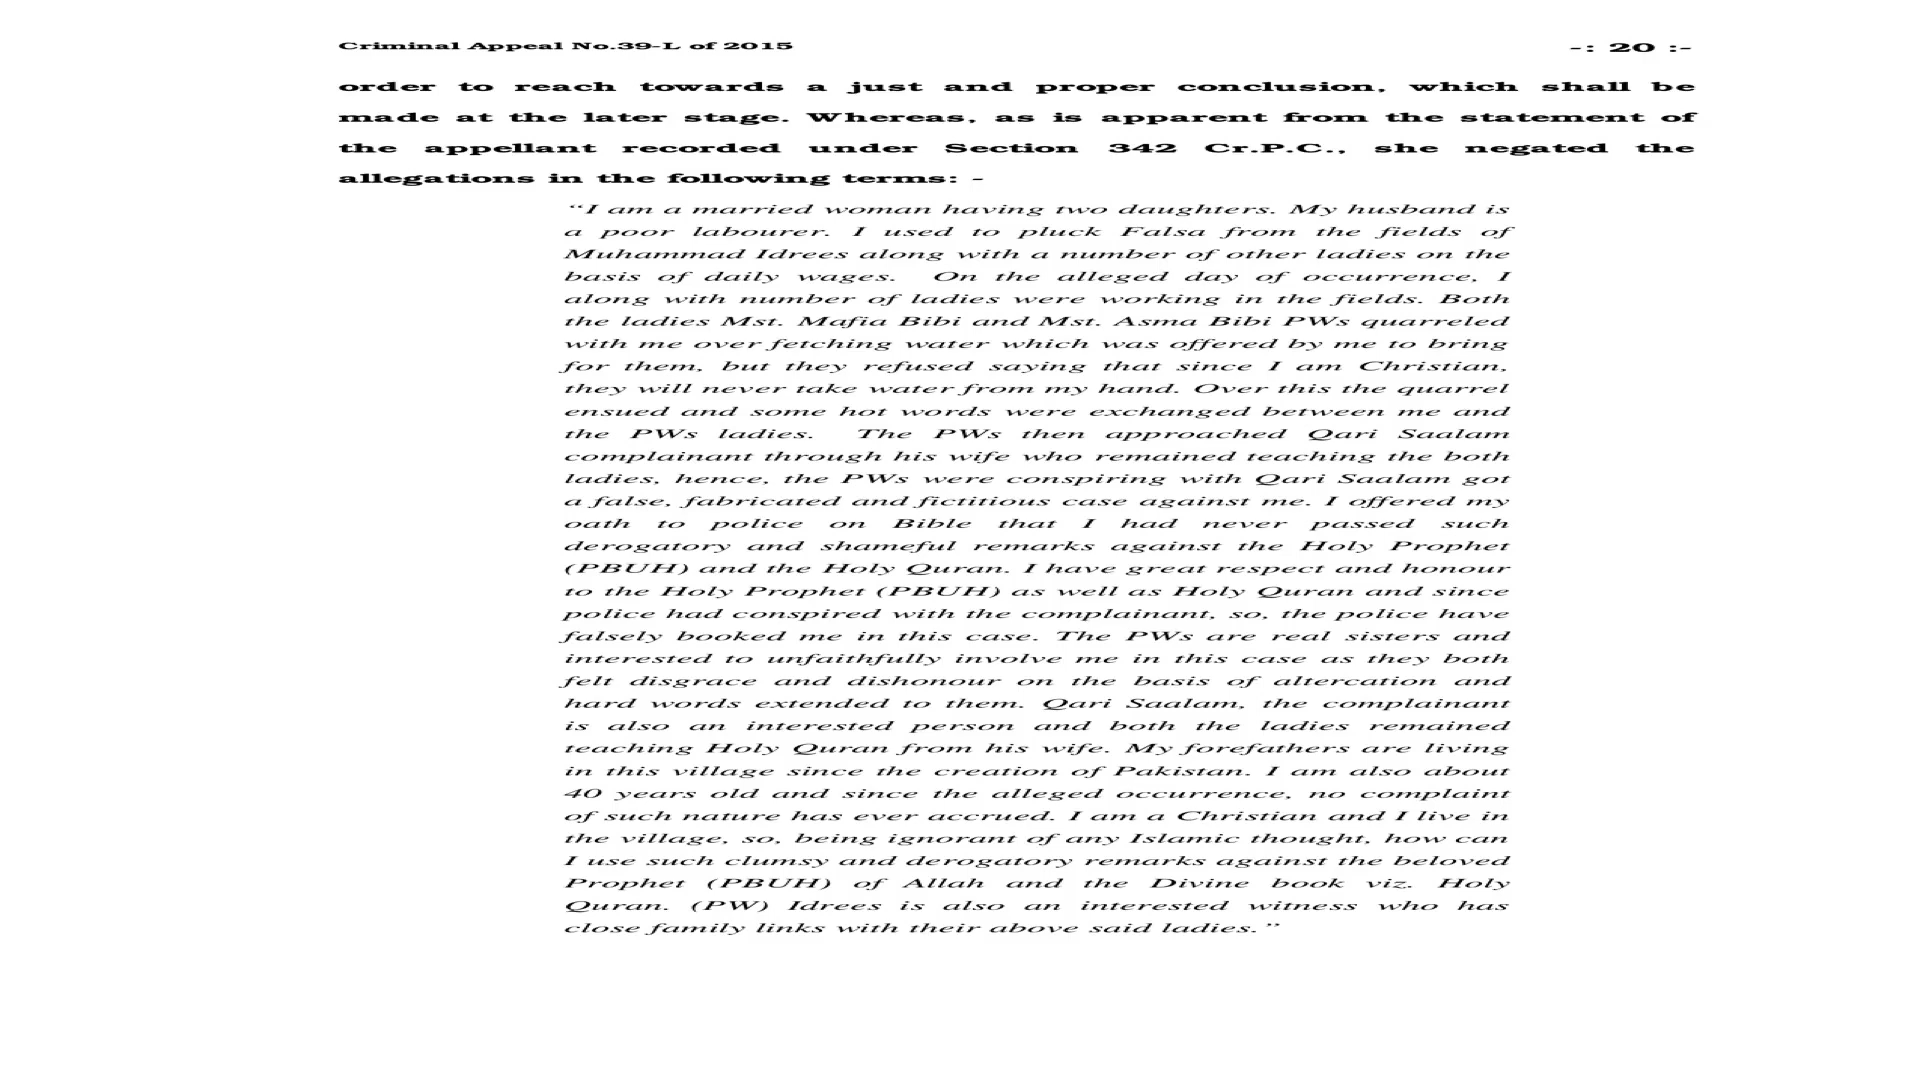 Criminal Appeal No.39-L of 2015 -: 20 :-
order to reach towards a just and proper conclusion, which shall be
made at the later stage. Whereas, as is apparent from the statement of
the appellant recorded under Section 342 Cr.P.C., she negated the
allegations in the following terms: -
“I am a married woman having two daughters. My husband is
a poor labourer. I used to pluck Falsa from the fields of
Muhammad Idrees along with a number of other ladies on the
basis of daily wages. On the alleged day of occurrence, I
along with number of ladies were working in the fields. Both
the ladies Mst. Mafia Bibi and Mst. Asma Bibi PWs quarreled
with me over fetching water which was offered by me to bring
for them, but they refused saying that since I am Christian,
they will never take water from my hand. Over this the quarrel
ensued and some hot words were exchanged between me and
the PWs ladies. The PWs then approached Qari Saalam
complainant through his wife who remained teaching the both
ladies, hence, the PWs were conspiring with Qari Saalam got
a false, fabricated and fictitious case against me. I offered my
oath to police on Bible that I had never passed such
derogatory and shameful remarks against the Holy Prophet
(PBUH) and the Holy Quran. I have great respect and honour
to the Holy Prophet (PBUH) as well as Holy Quran and since
police had conspired with the complainant, so, the police have
falsely booked me in this case. The PWs are real sisters and
interested to unfaithfully involve me in this case as they both
felt disgrace and dishonour on the basis of altercation and
hard words extended to them. Qari Saalam, the complainant
is also an interested person and both the ladies remained
teaching Holy Quran from his wife. My forefathers are living
in this village since the creation of Pakistan. I am also about
40 years old and since the alleged occurrence, no complaint
of such nature has ever accrued. I am a Christian and I live in
the village, so, being ignorant of any Islamic thought, how can
I use such clumsy and derogatory remarks against the beloved
Prophet (PBUH) of Allah and the Divine book viz. Holy
Quran. (PW) Idrees is also an interested witness who has
close family links with their above said ladies.”